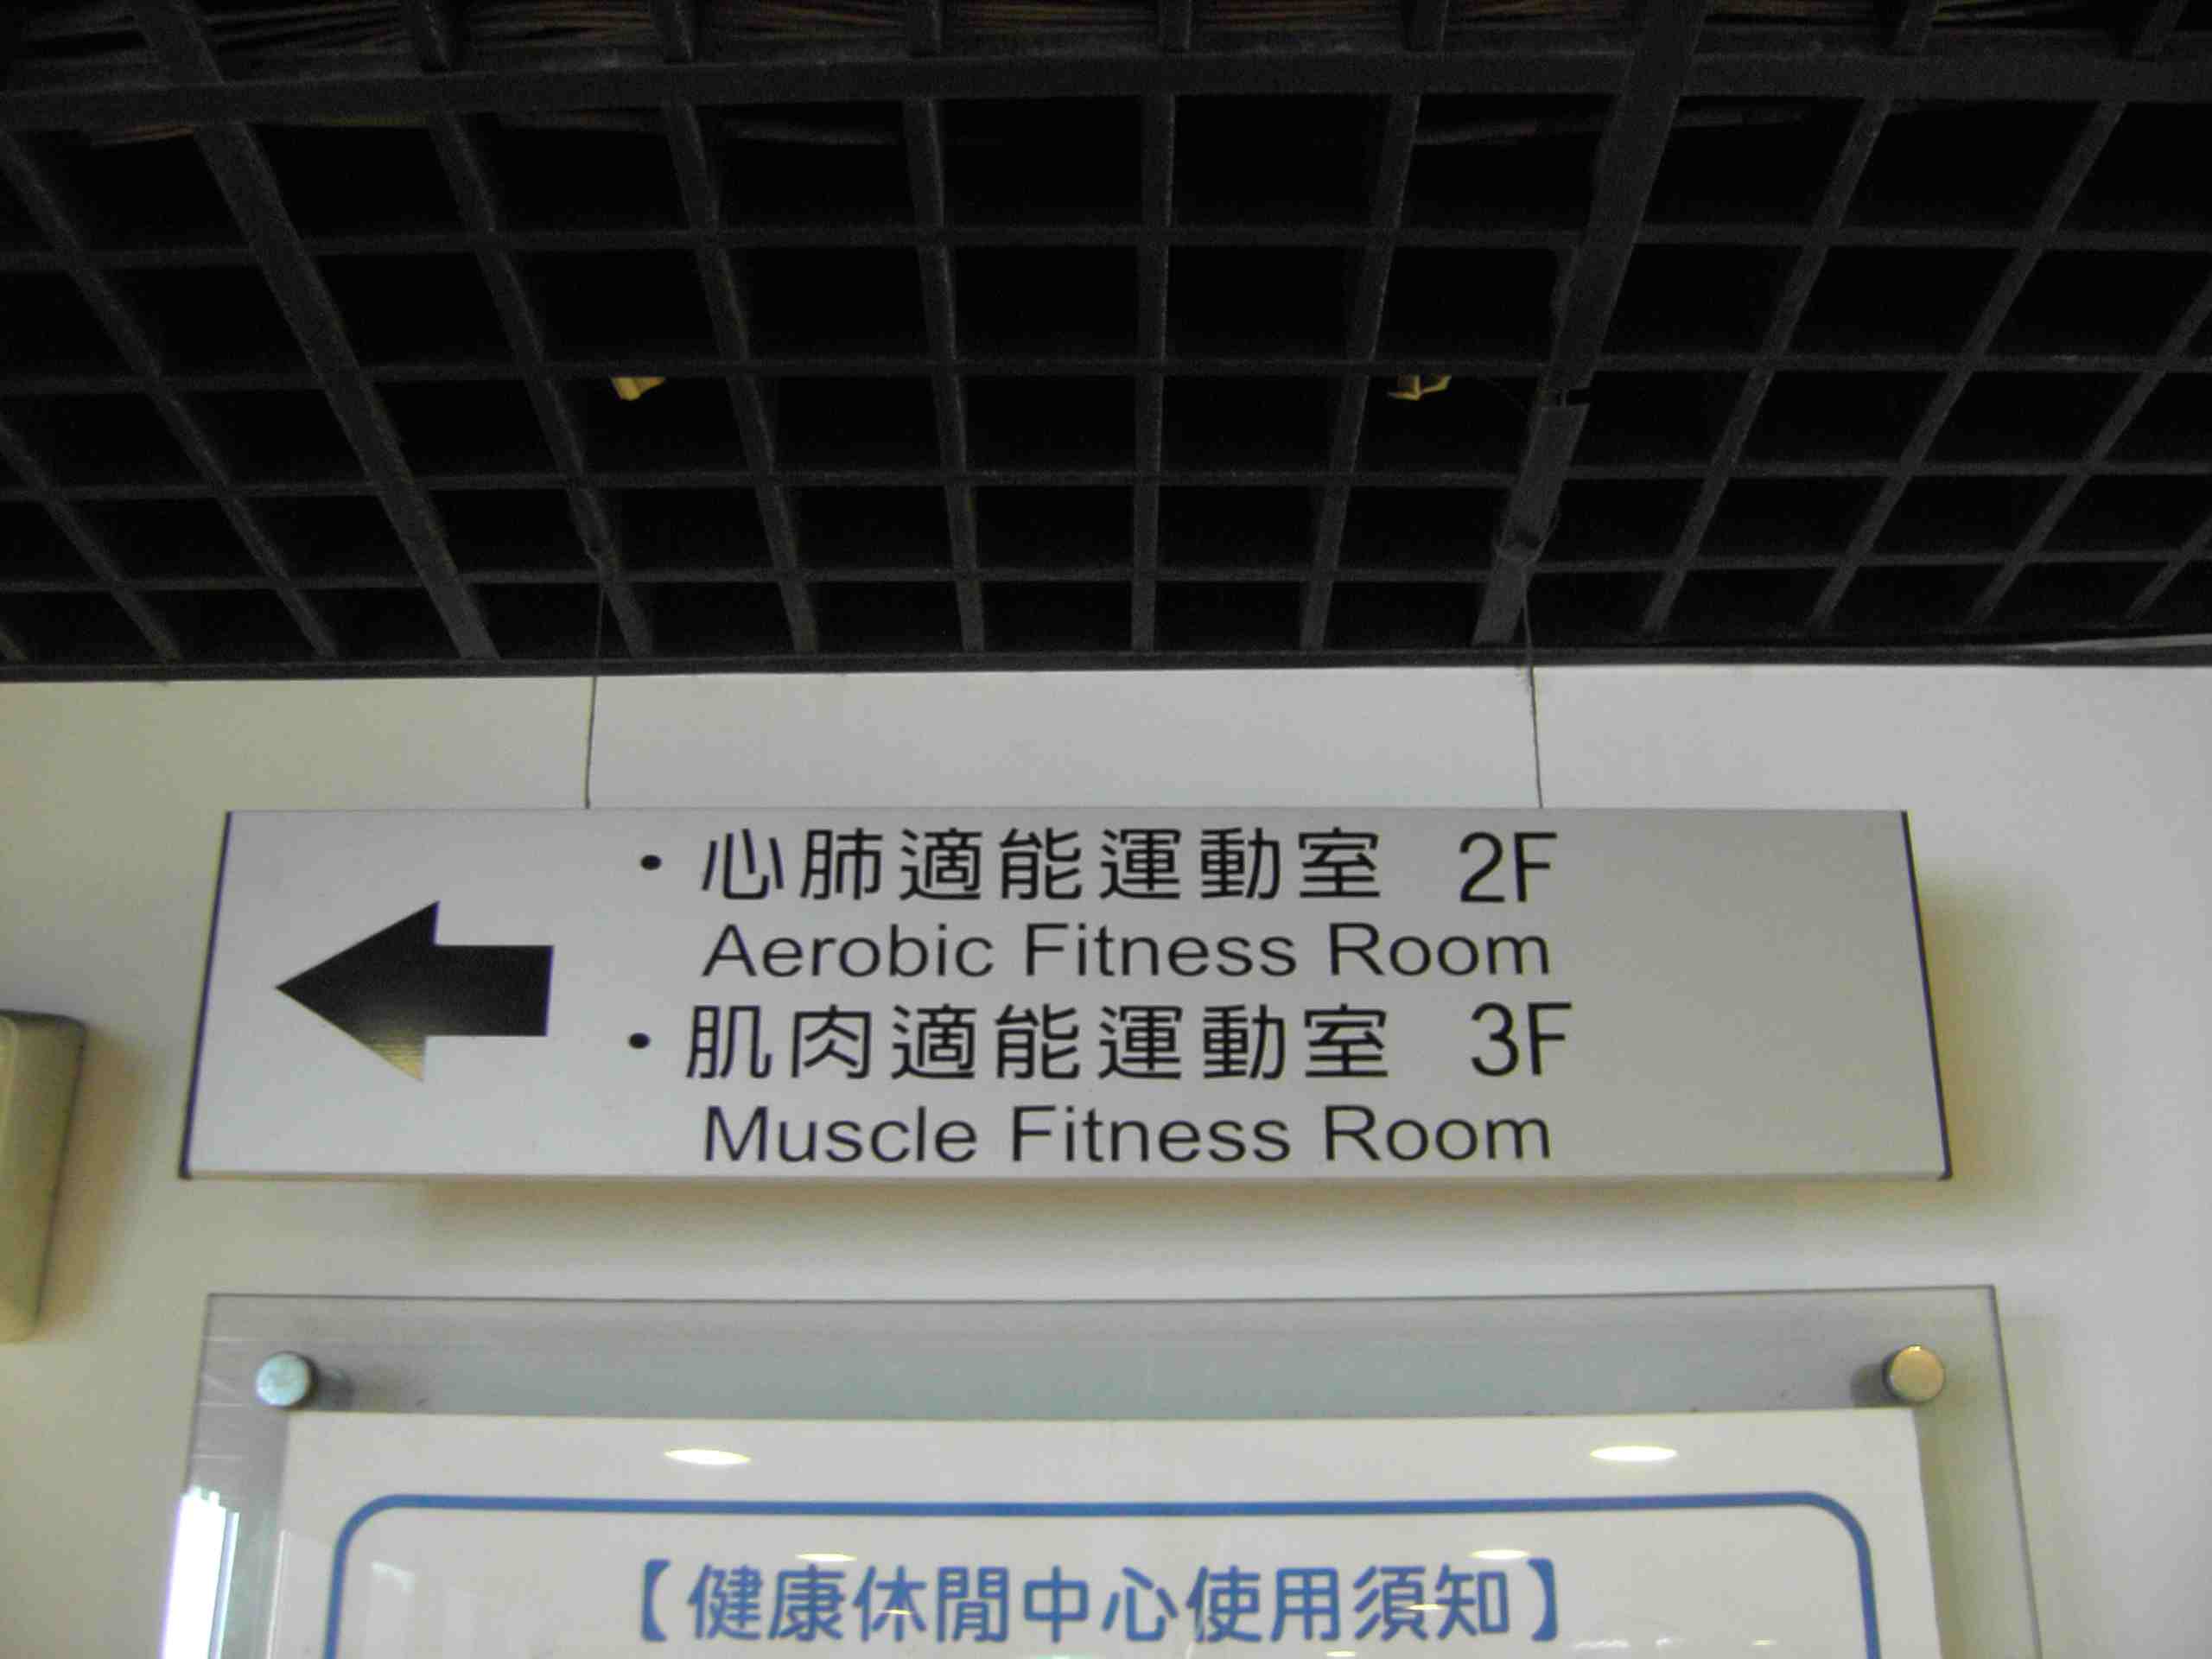 ・心肺適能運動室 2F
Aerobic Fitness Room
・肌肉適能運動室 3F
Muscle Fitness Room
【健康休閒中心使用須知】